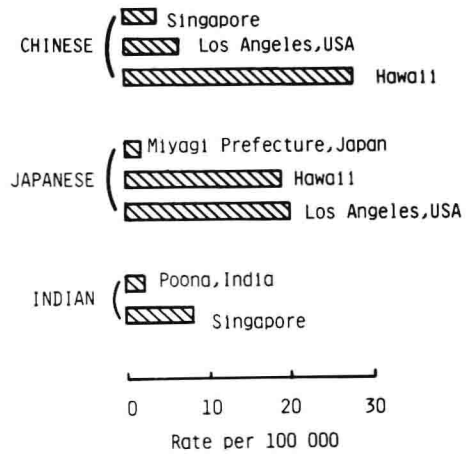 Singapore
CHINESE Los Angeles,USA
Hawaii
Miyagi Prefecture,Japan
JAPANESE Hawaii
Los Angeles,USA
Poona,India
INDIAN
Singapore
0 10 20 30
Rate per 100 000